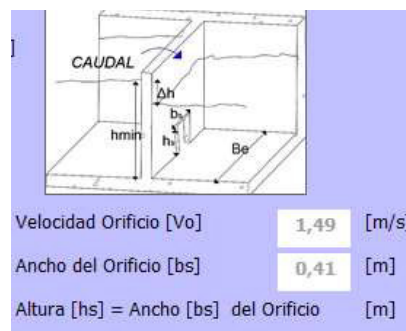 ]
CAUDAL
Δh
bs
hmin
hs
Be
Velocidad Orificio [Vo] 1,49 [m/s
Ancho del Orificio [bs] 0,41 [m]
Altura [hs] = Ancho [bs] del Orificio [m]